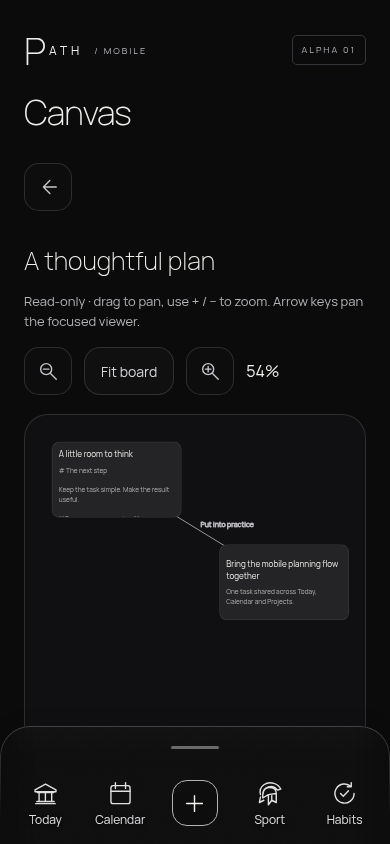 PATH / MOBILE
ALPHA 01
Canvas
A thoughtful plan
Read-only · drag to pan, use + / − to zoom. Arrow keys pan
the focused viewer.
Fit board
54%
A little room to think
# The next step
Keep the task simple. Make the result
useful.
Put into practice
Bring the mobile planning flow
together
One task shared across Today,
Calendar and Projects.
Today
Calendar
Sport
Habits